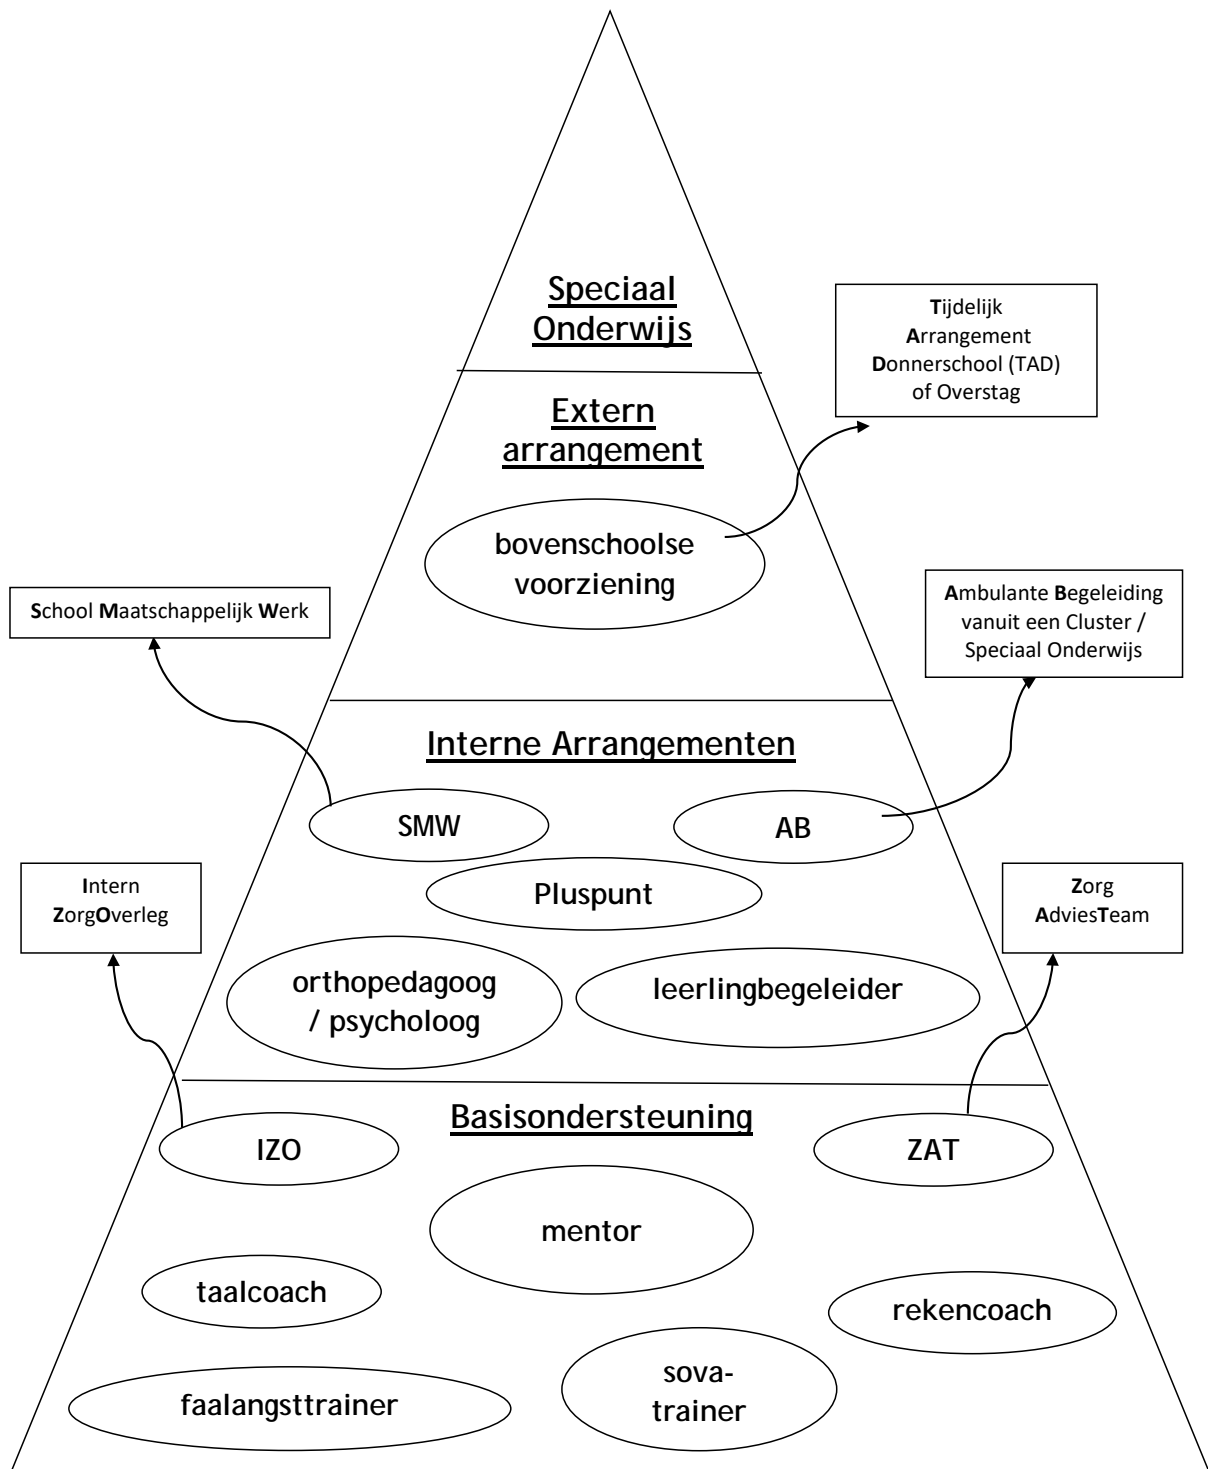 Speciaal
Onderwijs
Tijdelijk
Arrangement
Donnerschool (TAD)
of Overstag
Extern
arrangement
bovenschoolse
voorziening
School Maatschappelijk Werk
Ambulante Begeleiding
vanuit een Cluster /
Speciaal Onderwijs
Interne Arrangementen
SMW
AB
Pluspunt
Intern
ZorgOverleg
Zorg
AdviesTeam
orthopedagoog
/ psycholoog
leerlingbegeleider
Basisondersteuning
IZO
ZAT
mentor
taalcoach
rekencoach
faalangsttrainer
sova-
trainer